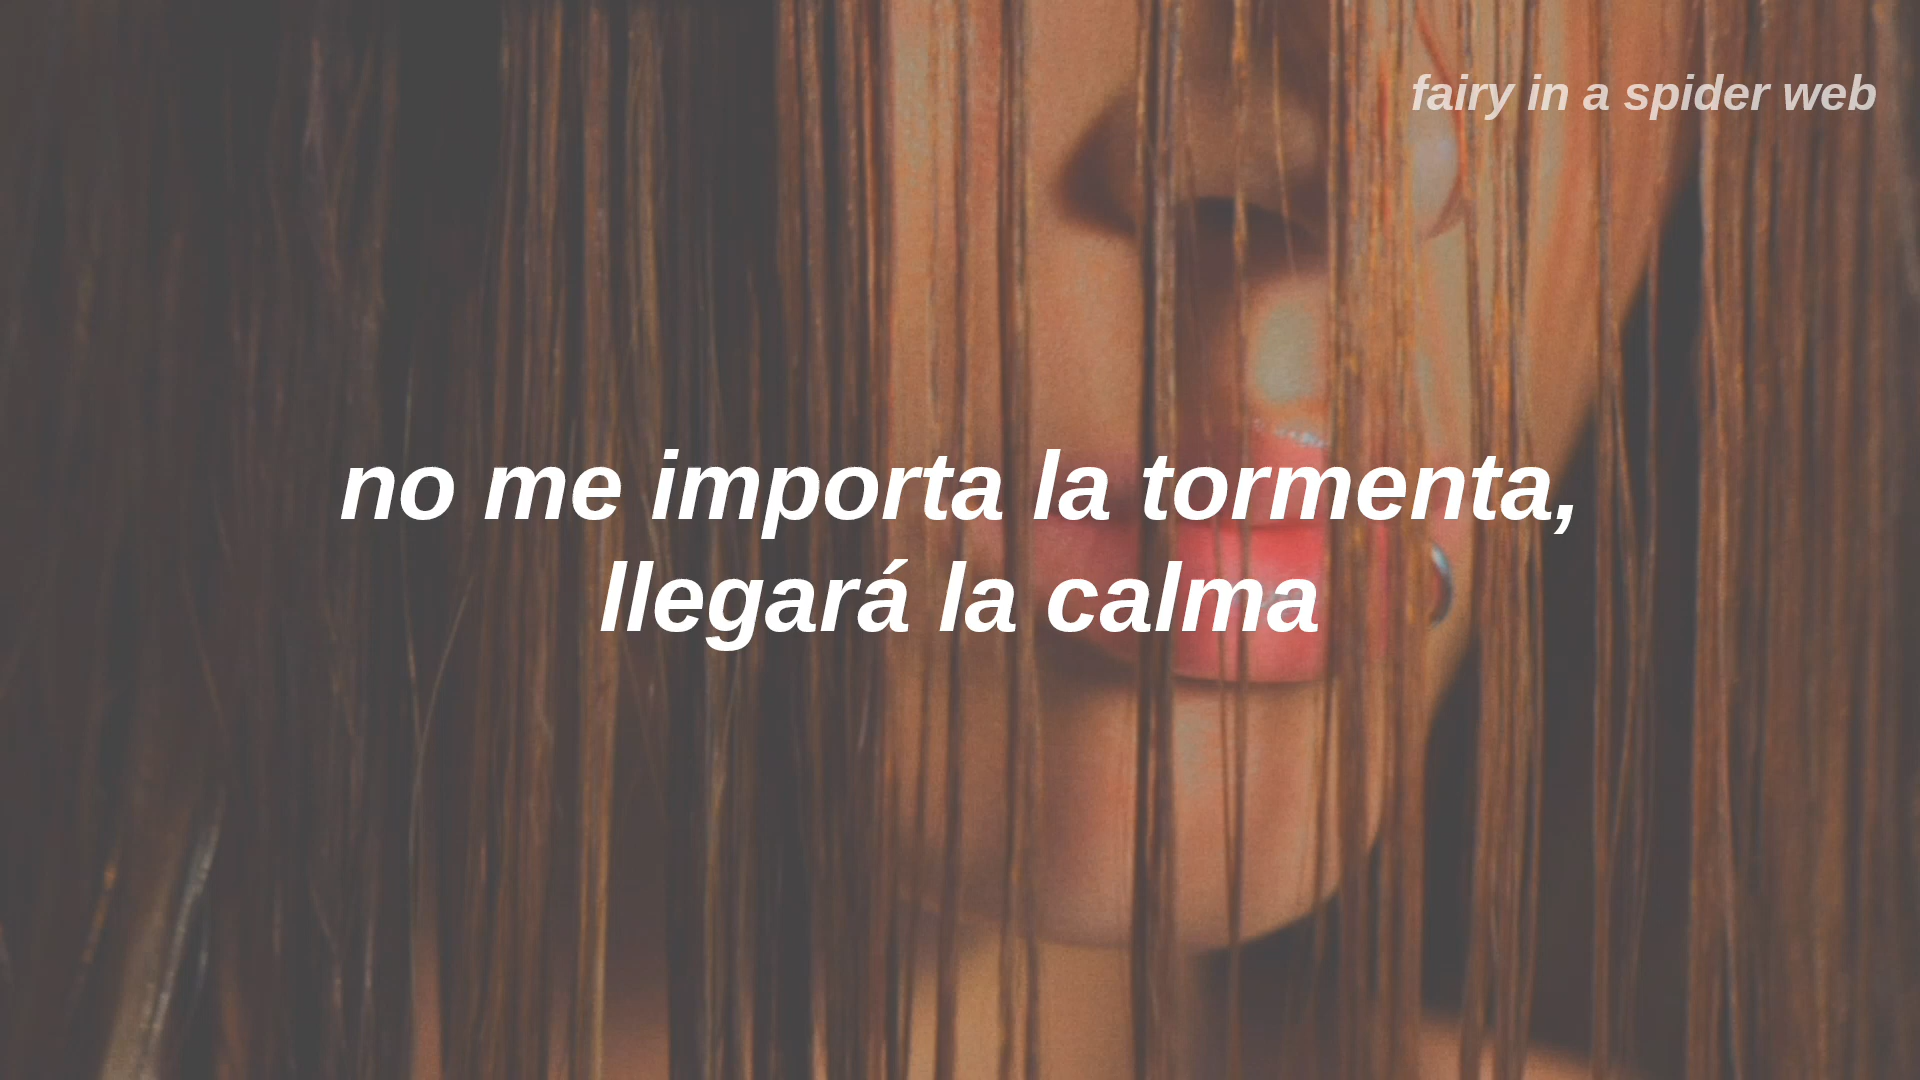 fairy in a spider web
no me importa la tormenta,
llegará la calma